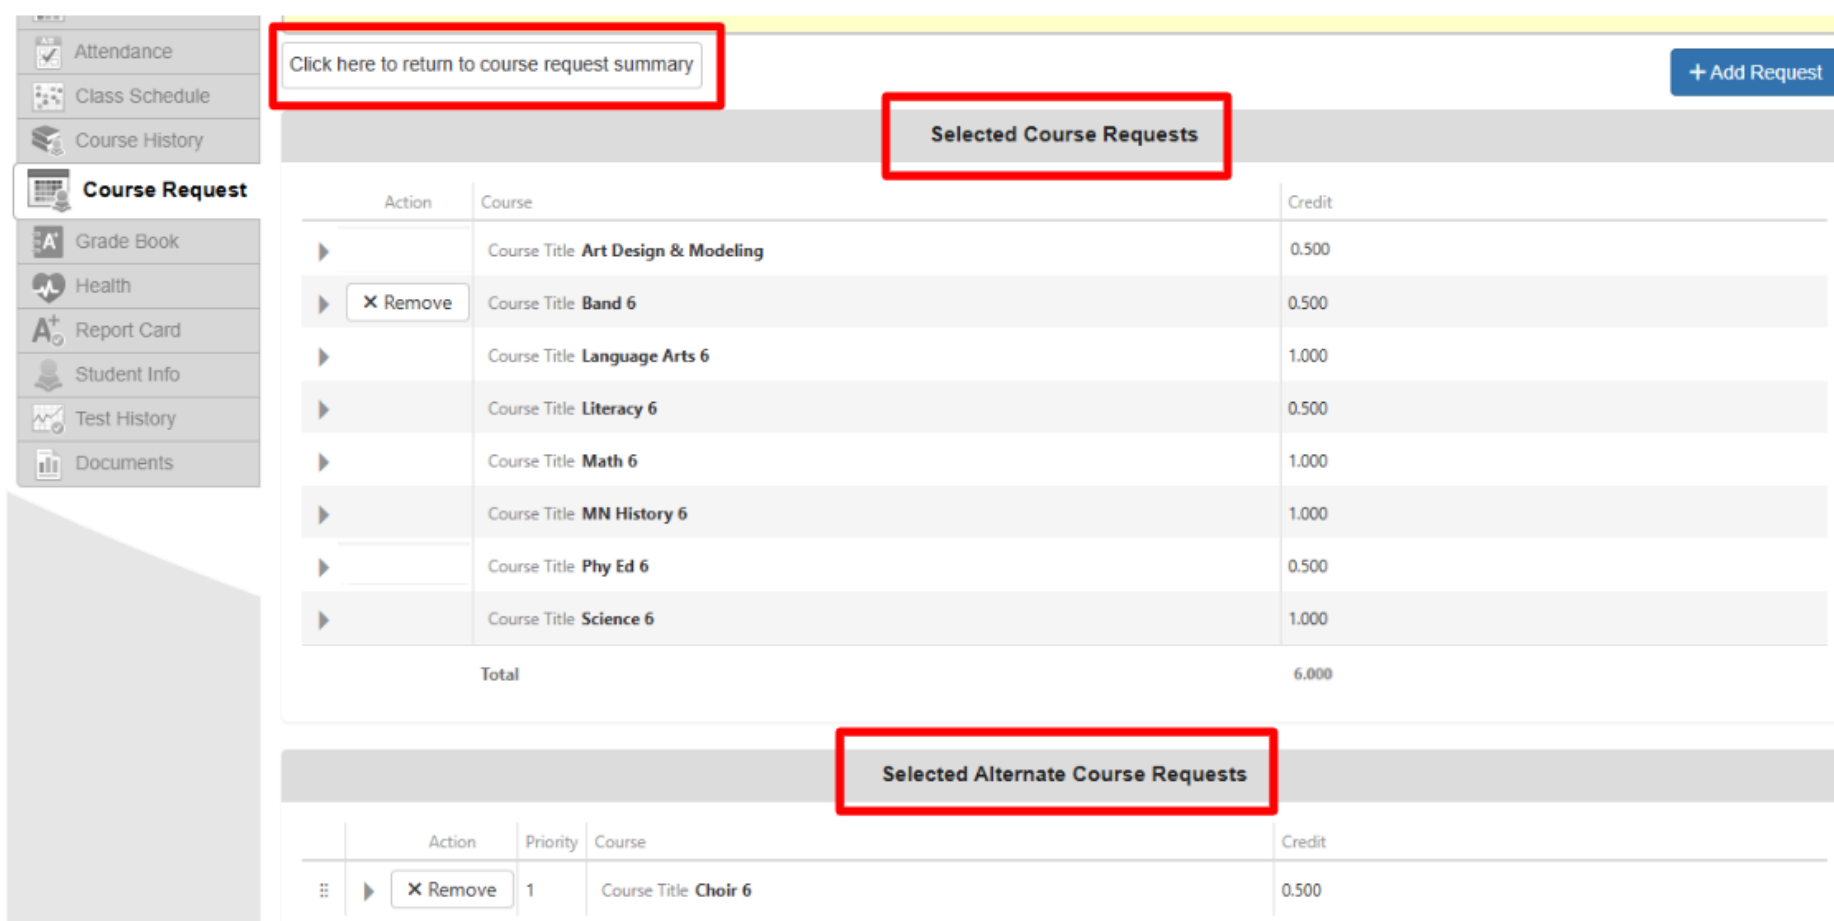 Attendance
Class Schedule
Course History
Course Request
Grade Book
Health
Report Card
Student Info
Test History
Documents
Click here to return to course request summary
+ Add Request
Selected Course Requests
Action Course Credit
Course Title Art Design & Modeling 0.500
× Remove Course Title Band 6 0.500
Course Title Language Arts 6 1.000
Course Title Literacy 6 0.500
Course Title Math 6 1.000
Course Title MN History 6 1.000
Course Title Phy Ed 6 0.500
Course Title Science 6 1.000
Total 6.000
Selected Alternate Course Requests
Action Priority Course Credit
× Remove 1 Course Title Choir 6 0.500